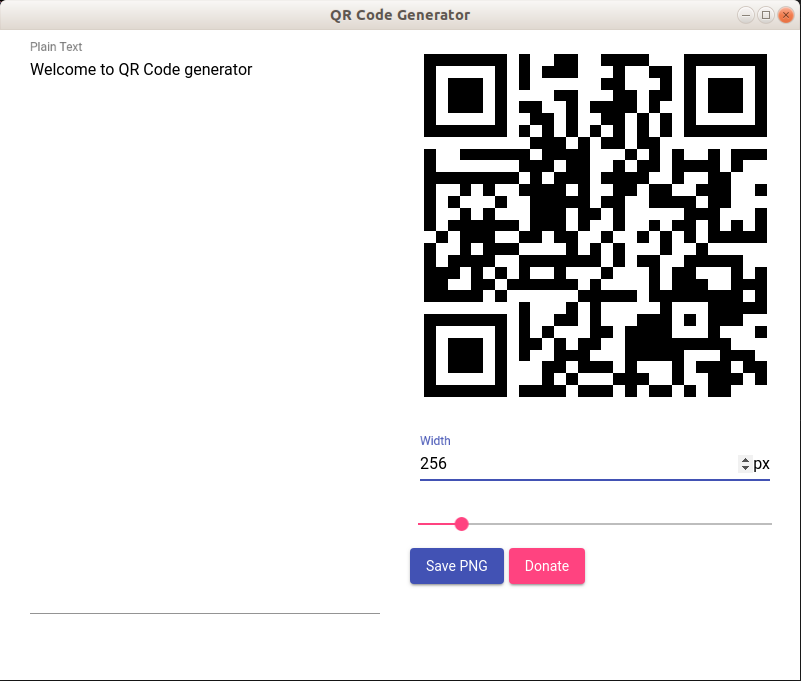 QR Code Generator
Plain Text
Welcome to QR Code generator
Width
256
px
Save PNG
Donate